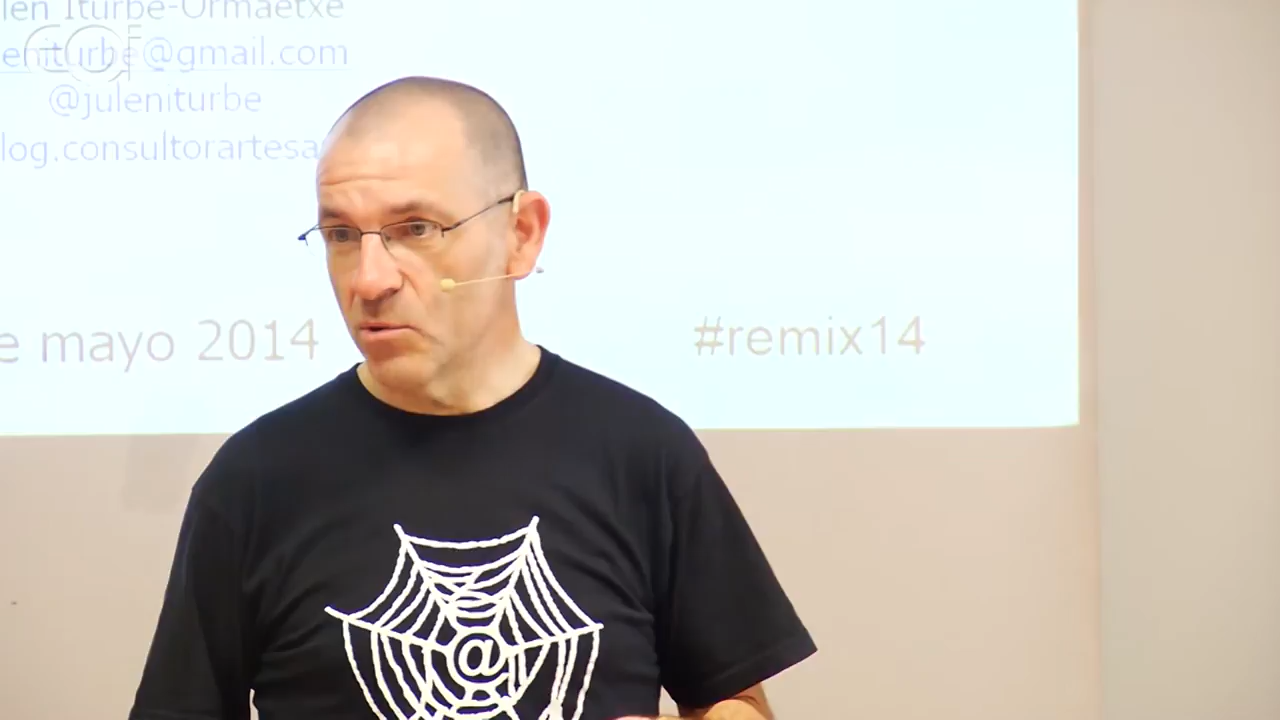 len Iturbe-Ormaetxe
eniturbe@gmail.com
@juleniturbe
log.consultorartesa
e mayo 2014
#remix14
@